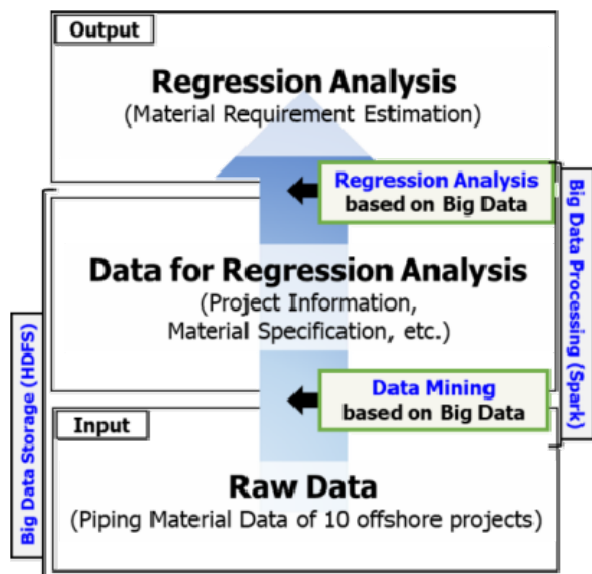 Output
Regression Analysis
(Material Requirement Estimation)
Regression Analysis
based on Big Data
Data for Regression Analysis
(Project Information,
Material Specification, etc.)
Data Mining
based on Big Data
Input
Raw Data
(Piping Material Data of 10 offshore projects)
Big Data Storage (HDFS)
Big Data Processing (Spark)